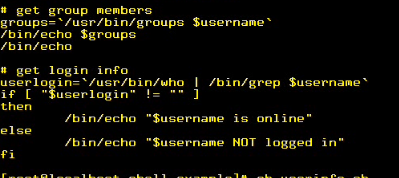 # get group members
groups=`/usr/bin/groups $username`
/bin/echo $groups
/bin/echo
# get login info
userlogin=`/usr/bin/who | /bin/grep $username`
if [ "$userlogin" != "" ]
then
/bin/echo "$username is online"
else
/bin/echo "$username NOT logged in"
fi